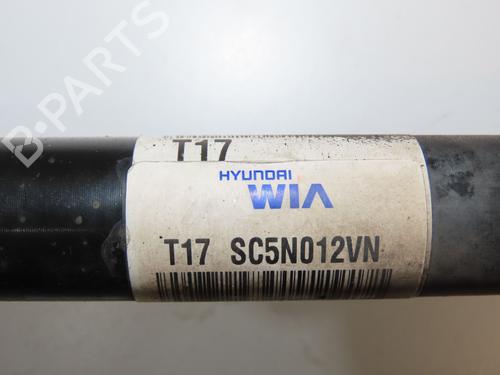 B-PARTS
T17
HYUNDAI
WIA
T17 SC5N012VN